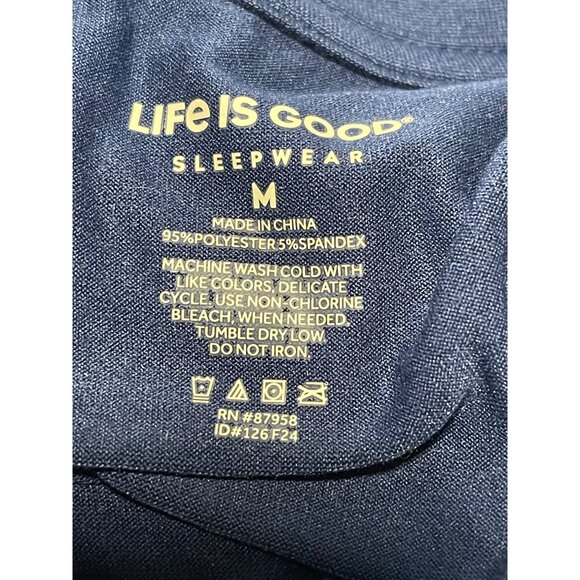 LIFE IS GOOD®
SLEEPWEAR
M
MADE IN CHINA
95%POLYESTER 5%SPANDEX
MACHINE WASH COLD WITH
LIKE COLORS, DELICATE
CYCLE. USE NON-CHLORINE
BLEACH, WHEN NEEDED.
TUMBLE DRY LOW.
DO NOT IRON.
RN #87958
ID#126 F24